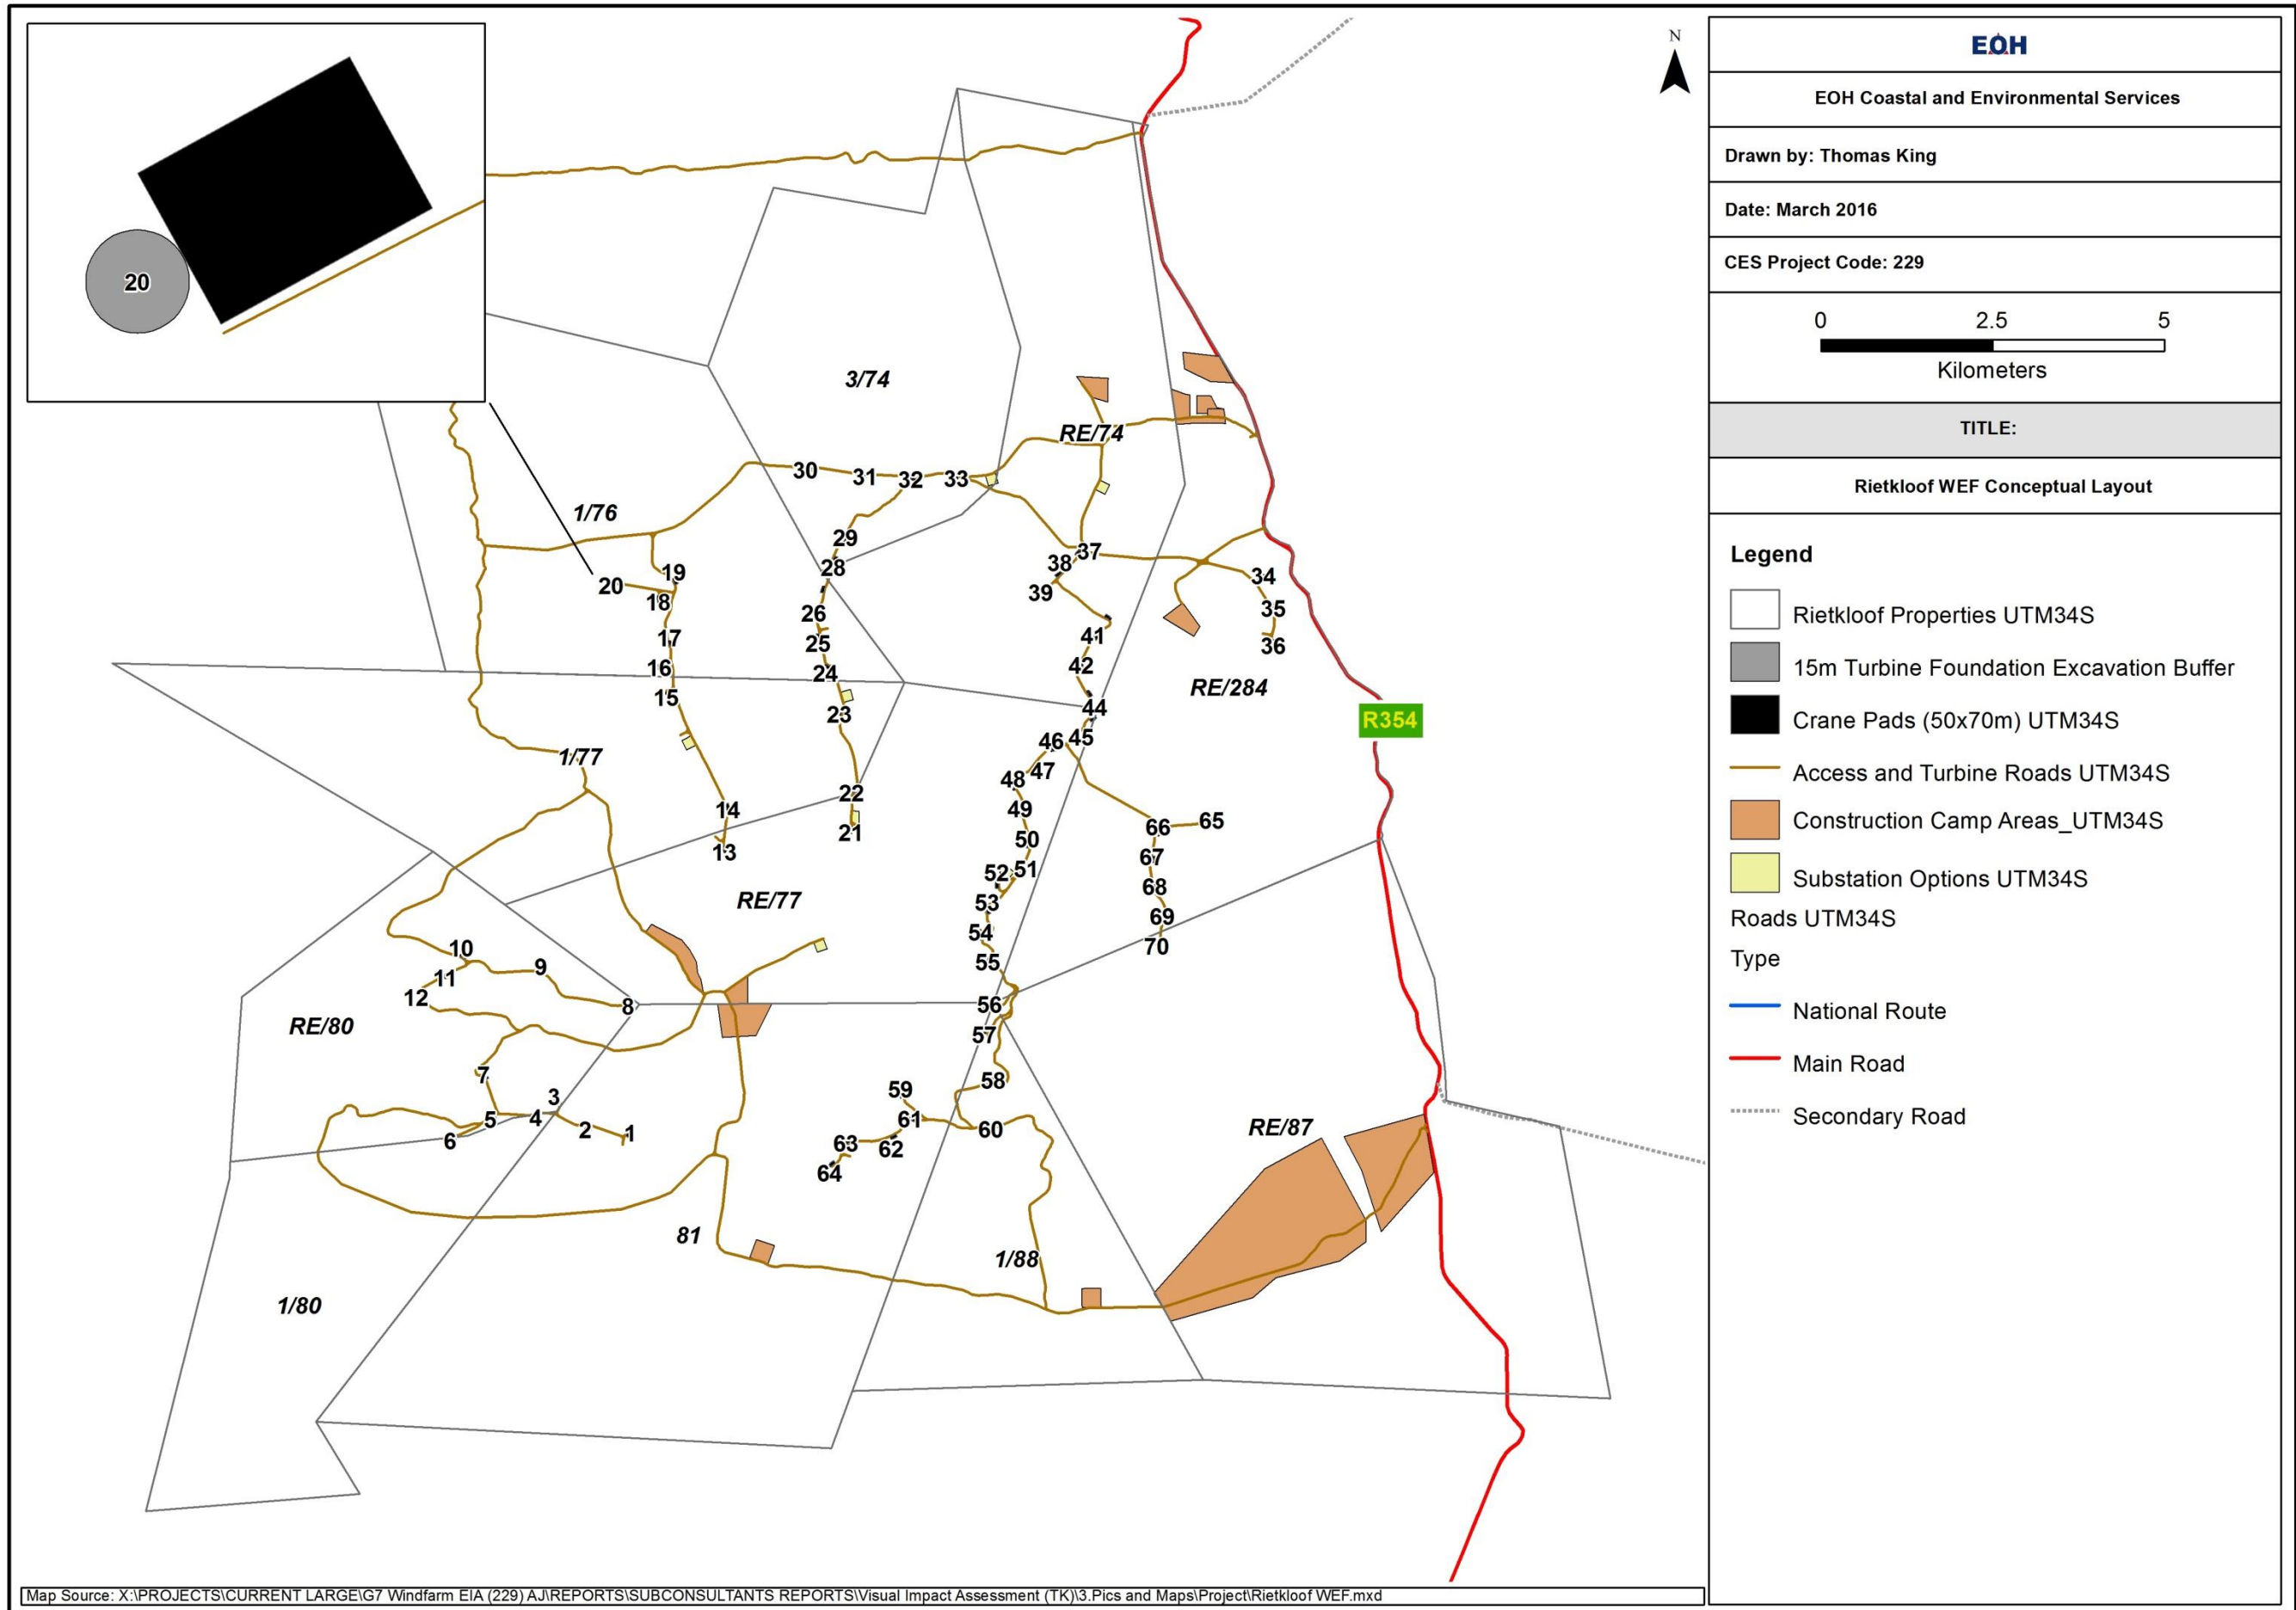 20
N
3/74
RE/74
30
31
32
33
1/76
29
37
38
28
19
34
20
39
18
35
26
41
17
25
36
16
42
24
RE/284
15
44
23
R354
45
46
1/77
47
48
22
14
49
65
66
21
50
13
67
51
52
68
RE/77
53
69
54
70
10
55
9
11
12
56
8
RE/80
57
7
58
59
3
4
5
61
RE/87
2
60
1
6
63
62
64
81
1/88
1/80
Map Source: X:\PROJECTS\CURRENT LARGE\G7 Windfarm EIA (229) AJ\REPORTS\SUBCONSULTANTS REPORTS\Visual Impact Assessment (TK)\3.Pics and Maps\Project\Rietkloof WEF.mxd
EOH
EOH Coastal and Environmental Services
Drawn by: Thomas King
Date: March 2016
CES Project Code: 229
0 2.5 5
Kilometers
TITLE:
Rietkloof WEF Conceptual Layout
Legend
Rietkloof Properties UTM34S
15m Turbine Foundation Excavation Buffer
Crane Pads (50x70m) UTM34S
Access and Turbine Roads UTM34S
Construction Camp Areas_UTM34S
Substation Options UTM34S
Roads UTM34S
Type
National Route
Main Road
Secondary Road